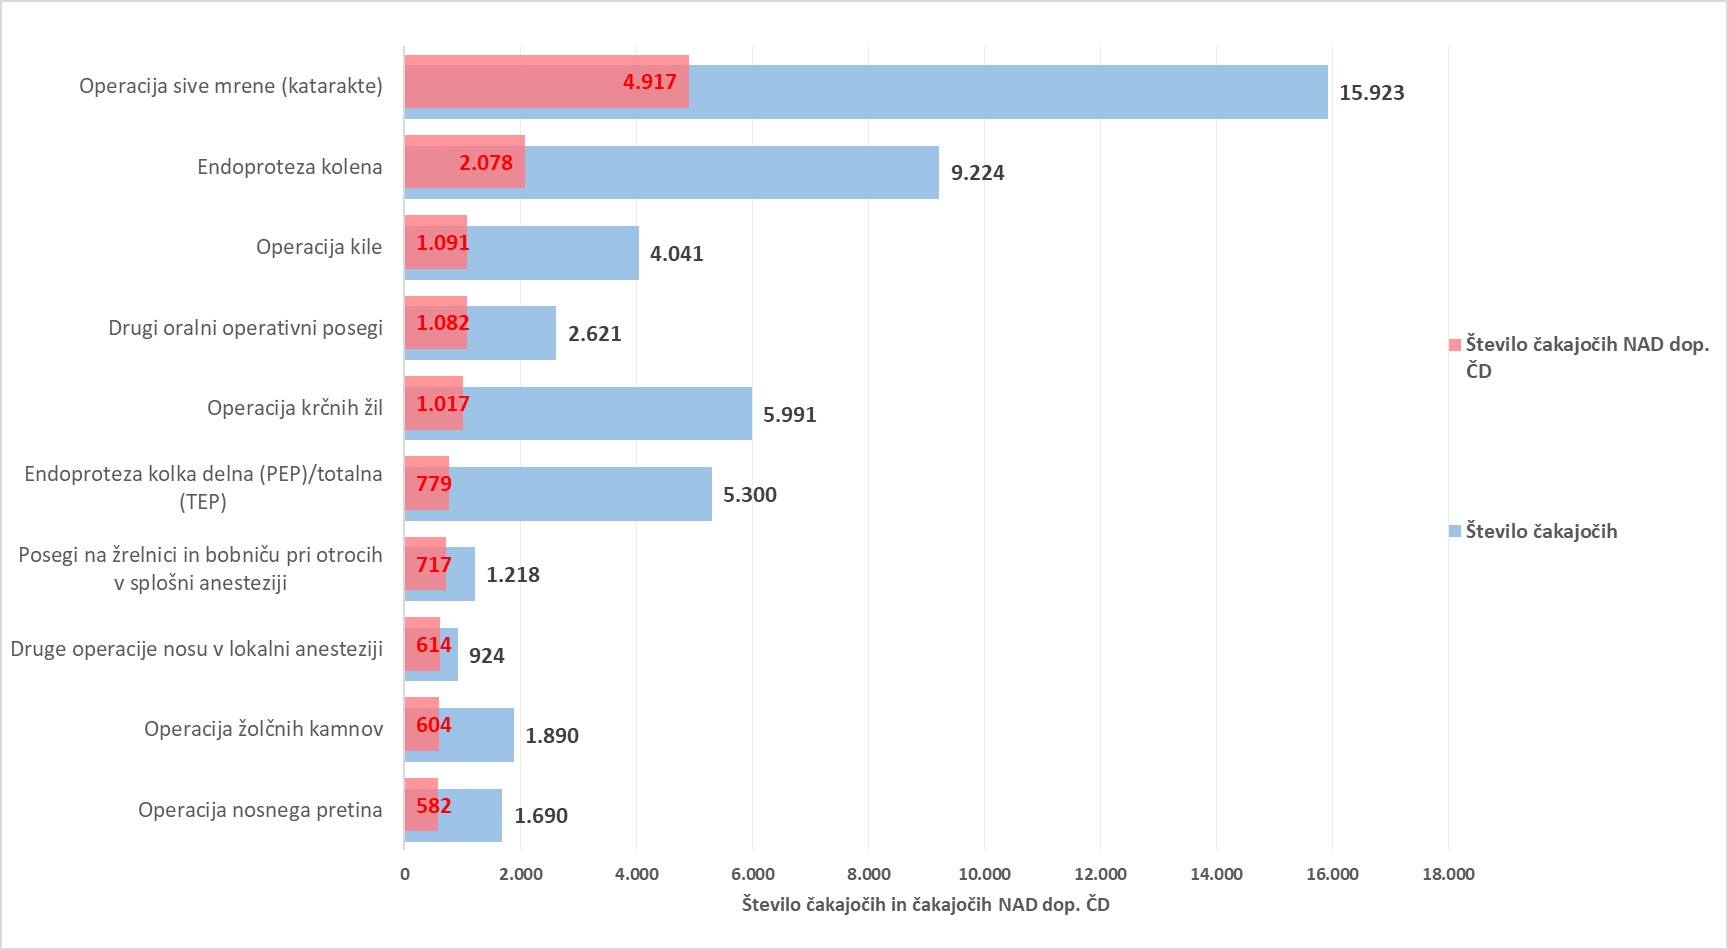 Operacija sive mrene (katarakte)
4.917
15.923
Endoproteza kolena
2.078
9.224
Operacija kile
1.091
4.041
Drugi oralni operativni posegi
1.082
2.621
Operacija krčnih žil
1.017
5.991
Endoproteza kolka delna (PEP)/totalna
(TEP)
779
5.300
Posegi na žrelnici in bobniču pri otrocih
v splošni anesteziji
717
1.218
Druge operacije nosu v lokalni anesteziji
614
924
Operacija žolčnih kamnov
604
1.890
Operacija nosnega pretina
582
1.690
0
2.000
4.000
6.000
8.000
10.000
12.000
14.000
16.000
18.000
Število čakajočih in čakajočih NAD dop. ČD
Število čakajočih NAD dop.
ČD
Število čakajočih